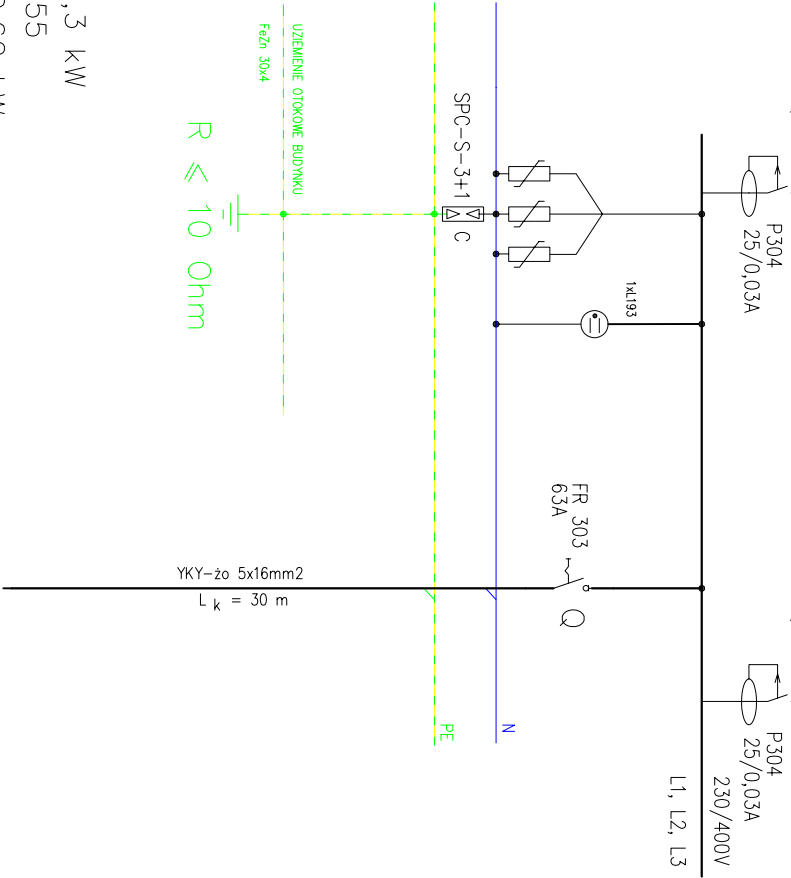 P304
25/0,03A
1xL193
SPC-S-3+1
C
UZIEMIENIE OTOKOWE BUDYNKU
FeZn 30x4
R ≪ 10 Ohm
,3 kW
55
FR 303
63A
Q
YKY-żo 5x16mm2
L k = 30 m
P304
25/0,03A
230/400V
L1, L2, L3
N
PE